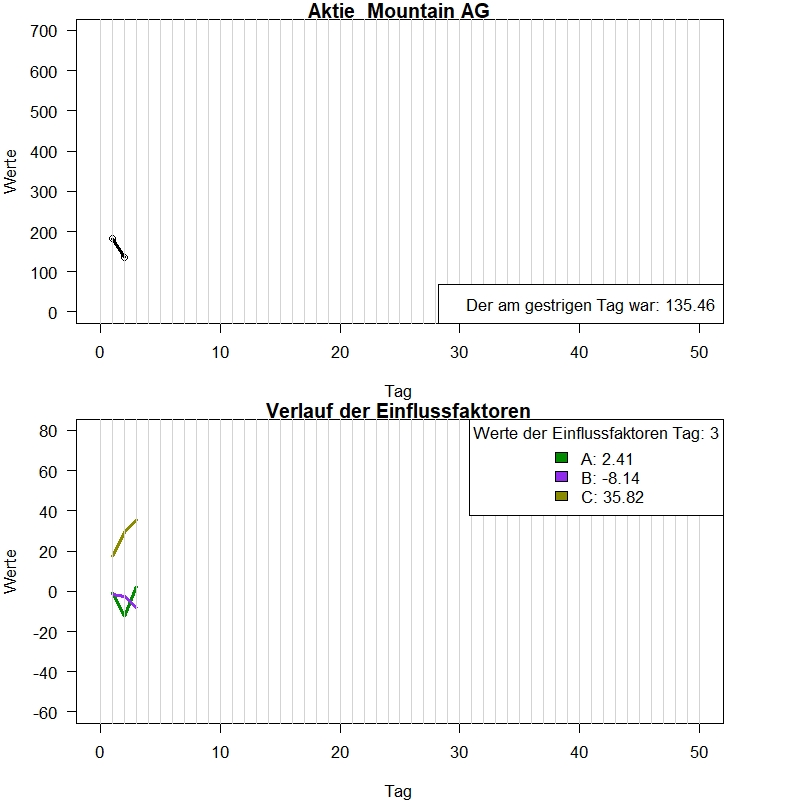 Aktie  Mountain AG
700
600
500
400
300
200
100
0
Werte
Der am gestrigen Tag war: 135.46
0 10 20 30 40 50
Tag
Verlauf der Einflussfaktoren
80
60
40
20
0
-20
-40
-60
Werte
Werte der Einflussfaktoren Tag: 3
A: 2.41
B: -8.14
C: 35.82
0 10 20 30 40 50
Tag